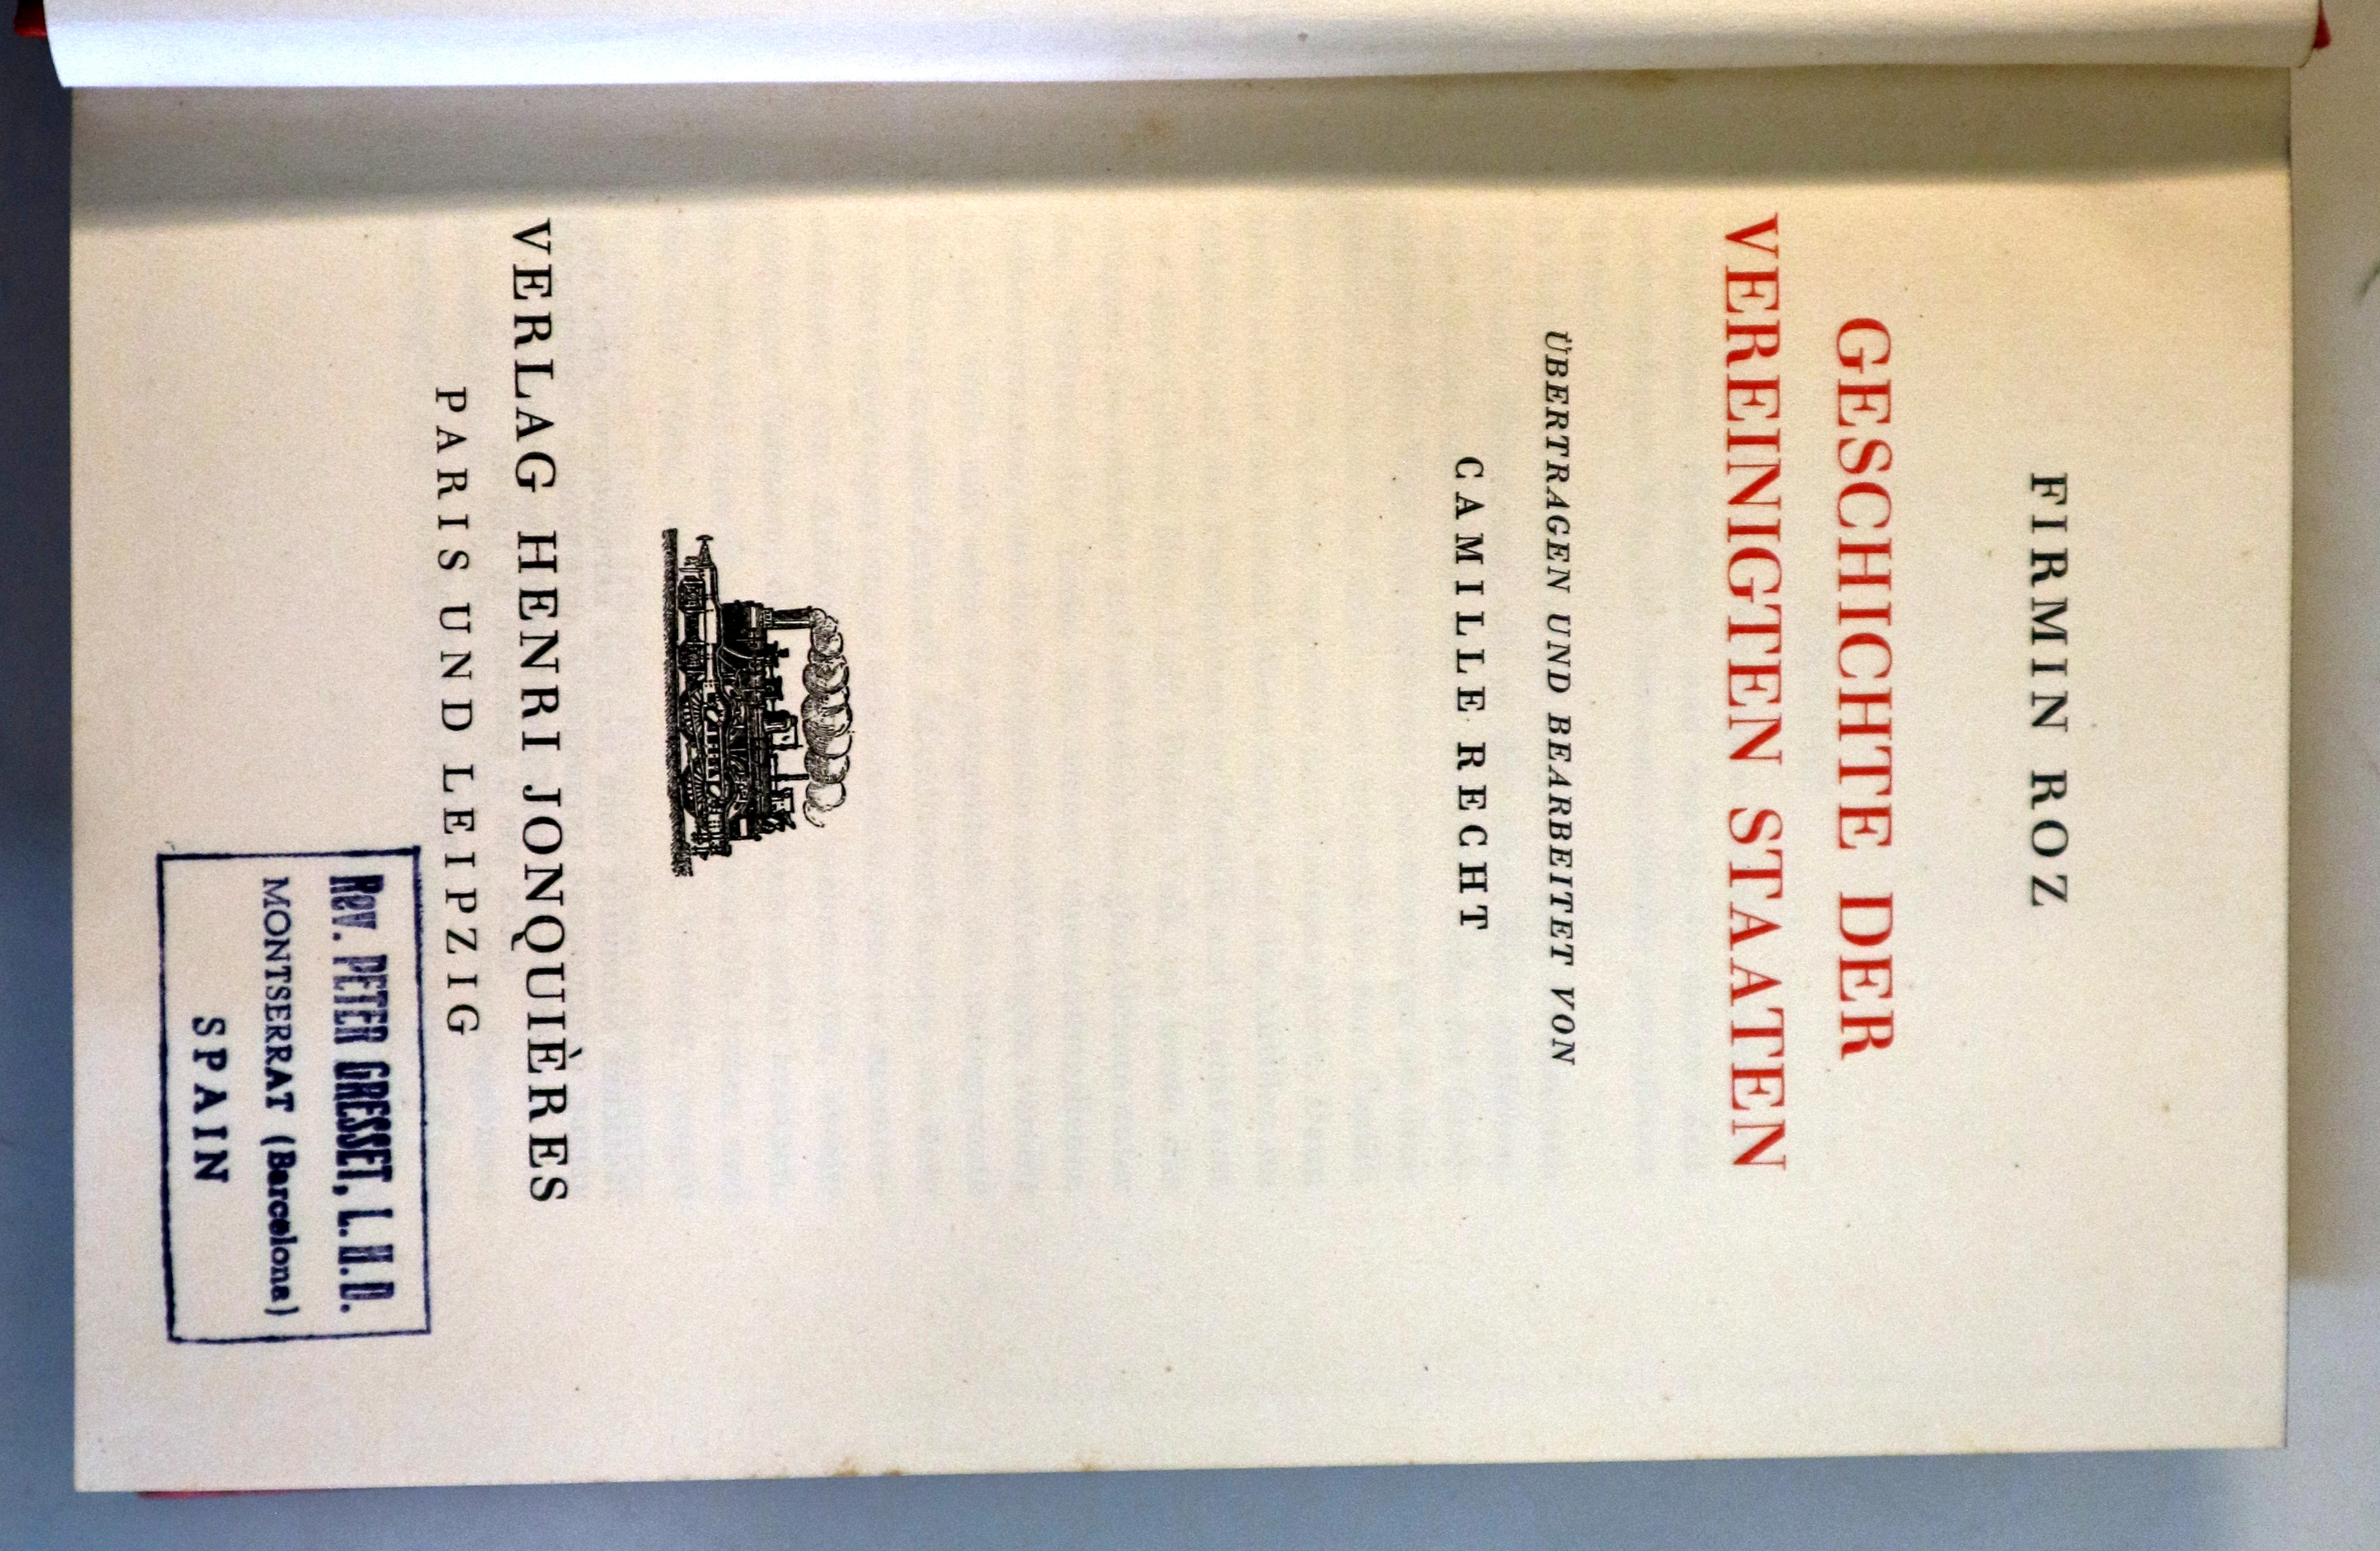 FIRMIN ROZ
GESCHICHTE DER
VEREINIGTEN STAATEN
ÜBERTRAGEN UND BEARBEITET VON
CAMILLE RECHT
VERLAG HENRI JONQUIÈRES
PARIS UND LEIPZIG
Rev. PETER GRESSET, L. H. D.
MONTSERRAT (Barcelona)
SPAIN